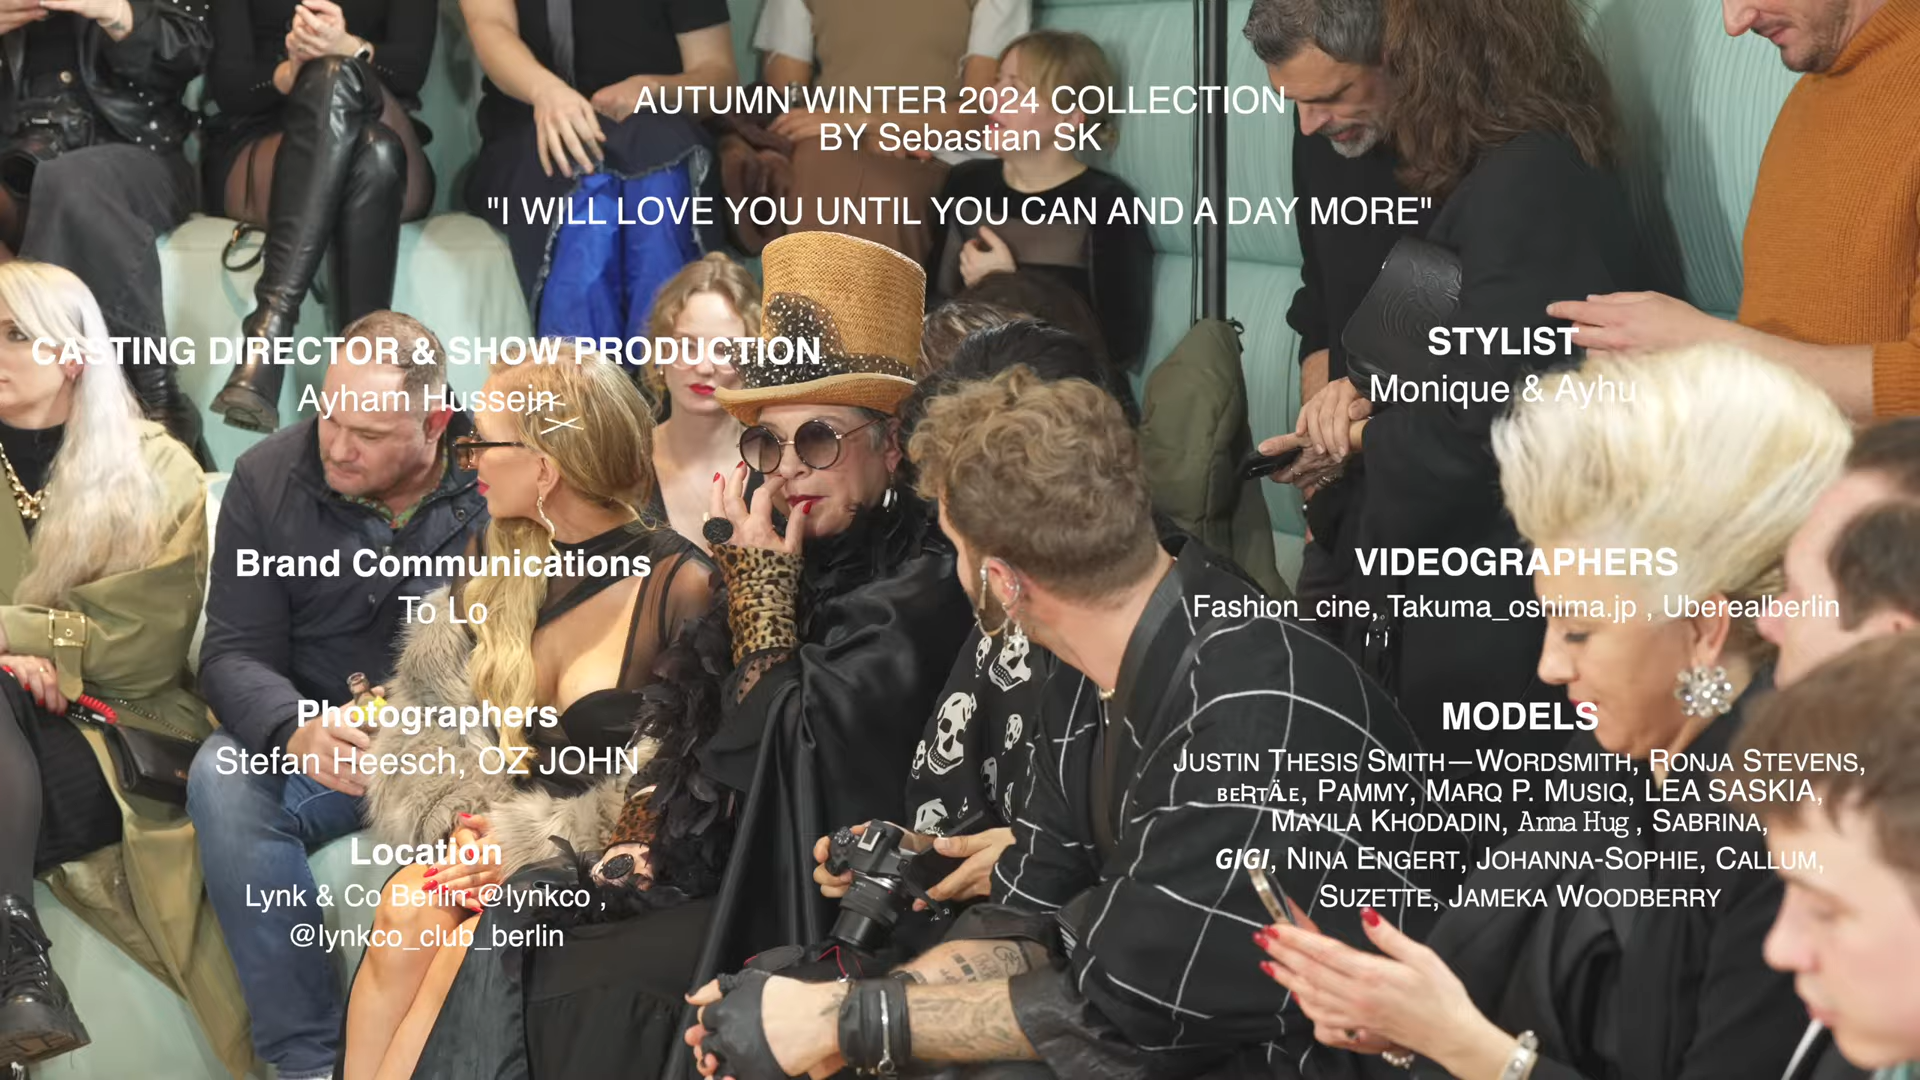 AUTUMN WINTER 2024 COLLECTION
BY Sebastian SK
"I WILL LOVE YOU UNTIL YOU CAN AND A DAY MORE"
CASTING DIRECTOR & SHOW PRODUCTION
Ayham Hussein
Brand Communications
To Lo
Photographers
Stefan Heesch, OZ JOHN
Location
Lynk & Co Berlin @lynkco ,
@lynkco_club_berlin
STYLIST
Monique & Ayhu
VIDEOGRAPHERS
Fashion_cine, Takuma_oshima.jp , Uberealberlin
MODELS
JUSTIN THESIS SMITH—WORDSMITH, RONJA STEVENS,
BERTÄLE, PAMMY, MARQ P. MUSIQ, LEA SASKIA,
MAYILA KHODADIN, Anna Hug , SABRINA,
GIGI, NINA ENGERT, JOHANNA-SOPHIE, CALLUM,
SUZETTE, JAMEKA WOODBERRY